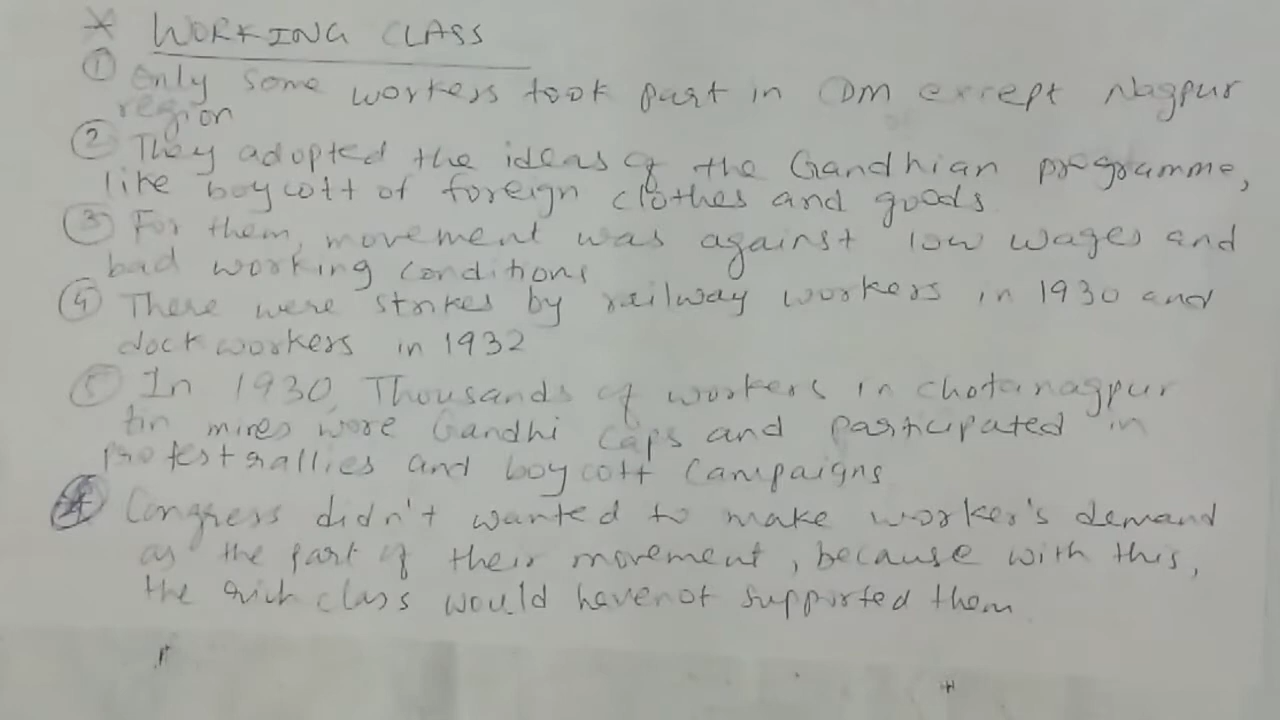 * WORKING CLASS
① Only some workers took part in CDM except Nagpur
region
② They adopted the ideas of the Gandhian programme,
like boycott of foreign clothes and goods
③ For them, movement was against low wages and
bad working conditions
④ There were strikes by railway workers in 1930 and
dock workers in 1932
⑤ In 1930, Thousands of workers in chotanagpur
tin mines wore Gandhi caps and participated in
protest rallies and boycott campaigns
Congress didn't wanted to make worker's demand
as the part of their movement, because with this,
the rich class would have not supported them